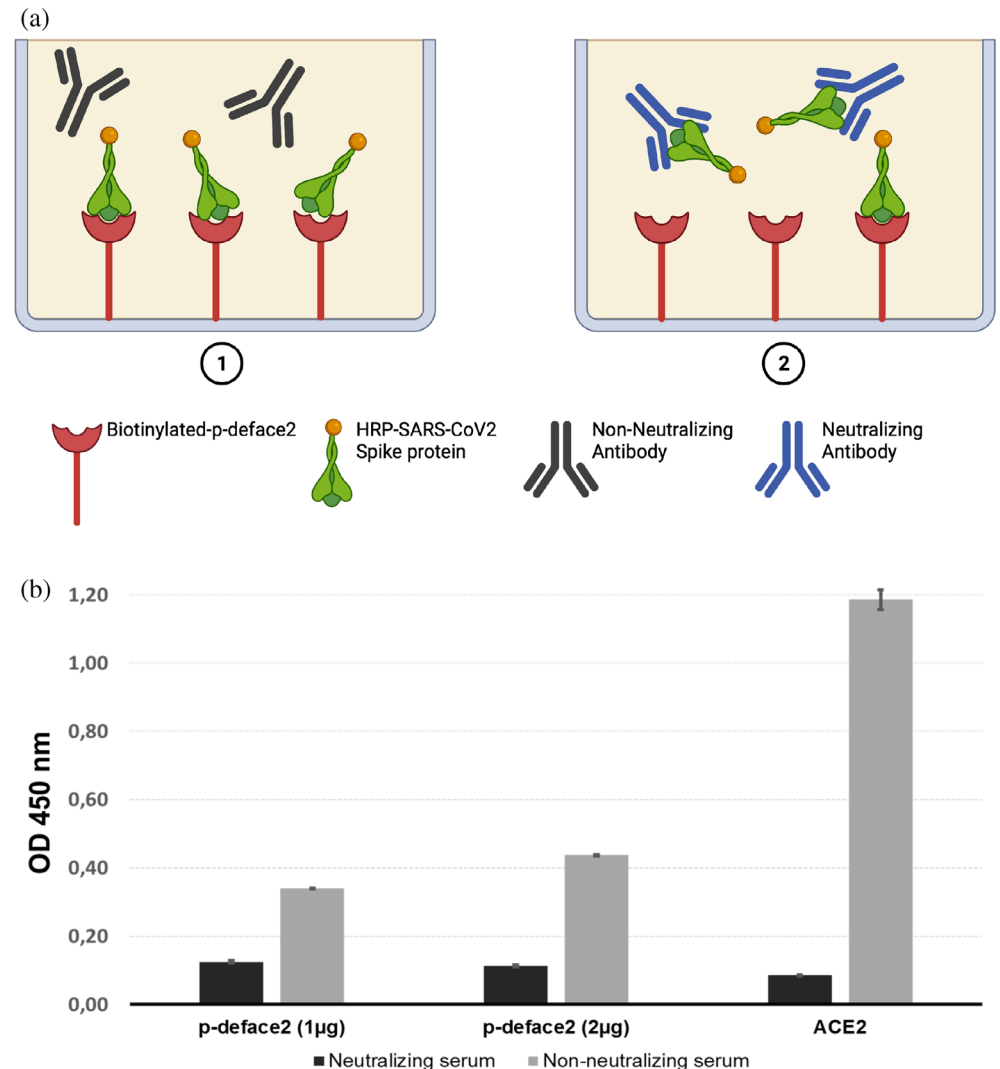 (a)
1
2
Biotinylated-p-deface2
HRP-SARS-CoV2
Spike protein
Non-Neutralizing
Antibody
Neutralizing
Antibody
(b)
OD 450 nm
1,20
1,00
0,80
0,60
0,40
0,20
0,00
p-deface2 (1µg)
p-deface2 (2µg)
ACE2
Neutralizing serum
Non-neutralizing serum